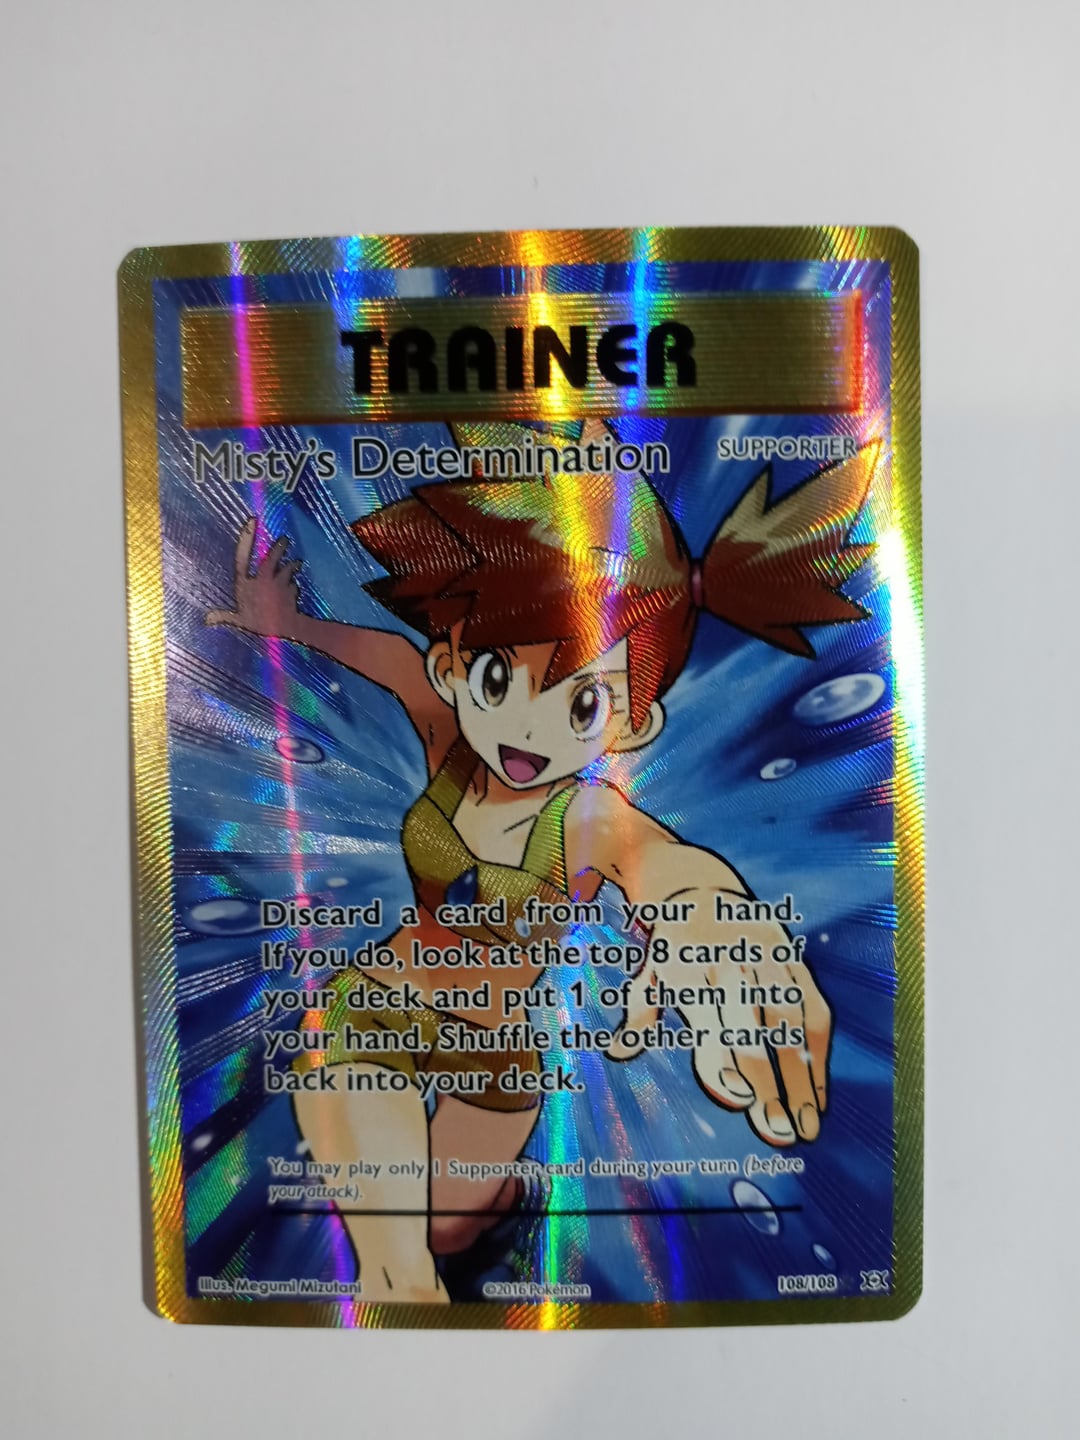 TRAINER
Misty's Determination
SUPPORTER
Discard a card from your hand.
If you do, look at the top 8 cards of
your deck and put 1 of them into
your hand. Shuffle the other cards
back into your deck.
You may play only 1 Supporter card during your turn (before
your attack).
Illus. Megumi Mizutani
©2016 Pokémon
108/108